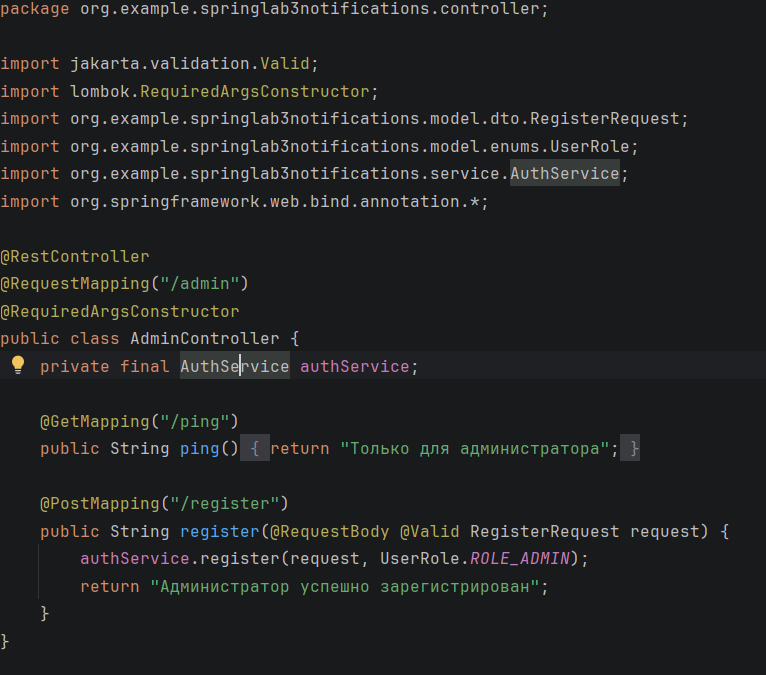 package org.example.springlab3notifications.controller;
import jakarta.validation.Valid;
import lombok.RequiredArgsConstructor;
import org.example.springlab3notifications.model.dto.RegisterRequest;
import org.example.springlab3notifications.model.enums.UserRole;
import org.example.springlab3notifications.service.AuthService;
import org.springframework.web.bind.annotation.*;
@RestController
@RequestMapping("/admin")
@RequiredArgsConstructor
public class AdminController {
private final AuthService authService;
@GetMapping("/ping")
public String ping() { return "Только для администратора"; }
@PostMapping("/register")
public String register(@RequestBody @Valid RegisterRequest request) {
authService.register(request, UserRole.ROLE_ADMIN);
return "Администратор успешно зарегистрирован";
}
}